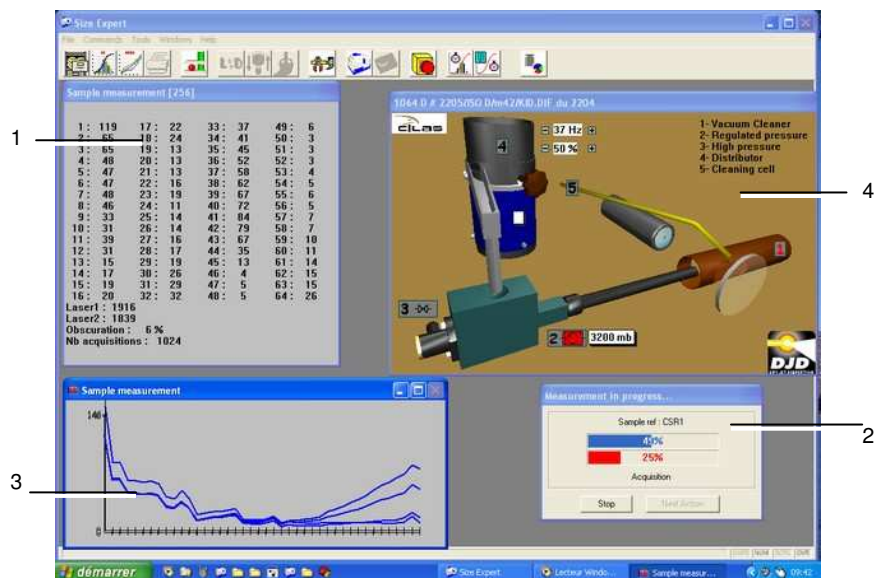 Size Expert
File Commands Tools Windows Help
Sample measurement [256]
1 : 119 17 : 22 33 : 37 49 : 6
2 : 65 18 : 24 34 : 41 50 : 3
3 : 65 19 : 13 35 : 45 51 : 3
4 : 48 20 : 13 36 : 52 52 : 3
5 : 47 21 : 13 37 : 58 53 : 4
6 : 47 22 : 16 38 : 62 54 : 5
7 : 48 23 : 19 39 : 67 55 : 6
8 : 46 24 : 11 40 : 72 56 : 5
9 : 33 25 : 14 41 : 84 57 : 7
10 : 31 26 : 14 42 : 79 58 : 7
11 : 39 27 : 16 43 : 67 59 : 10
12 : 31 28 : 17 44 : 35 60 : 11
13 : 15 29 : 19 45 : 13 61 : 14
14 : 17 30 : 26 46 : 4 62 : 15
15 : 19 31 : 29 47 : 5 63 : 15
16 : 20 32 : 32 48 : 5 64 : 26
Laser1 : 1916
Laser2 : 1839
Obscuration : 6 %
Nb acquisitions : 1024
1
1064 D # 2205/ISO D/m42/KID.DIF du 2204
cilas
37 Hz
50 %
1- Vacuum Cleaner
2- Regulated pressure
3- High pressure
4- Distributor
5- Cleaning cell
4
5
1
3
2
3200 mb
DJD
4
Sample measurement
140
0
3
Measurement in progress...
Sample ref : CSR1
49%
25%
Acquisition
Stop
Next Action
2
NUM
démarrer
Size Expert
Lecteur Windo...
Sample measur...
09:42